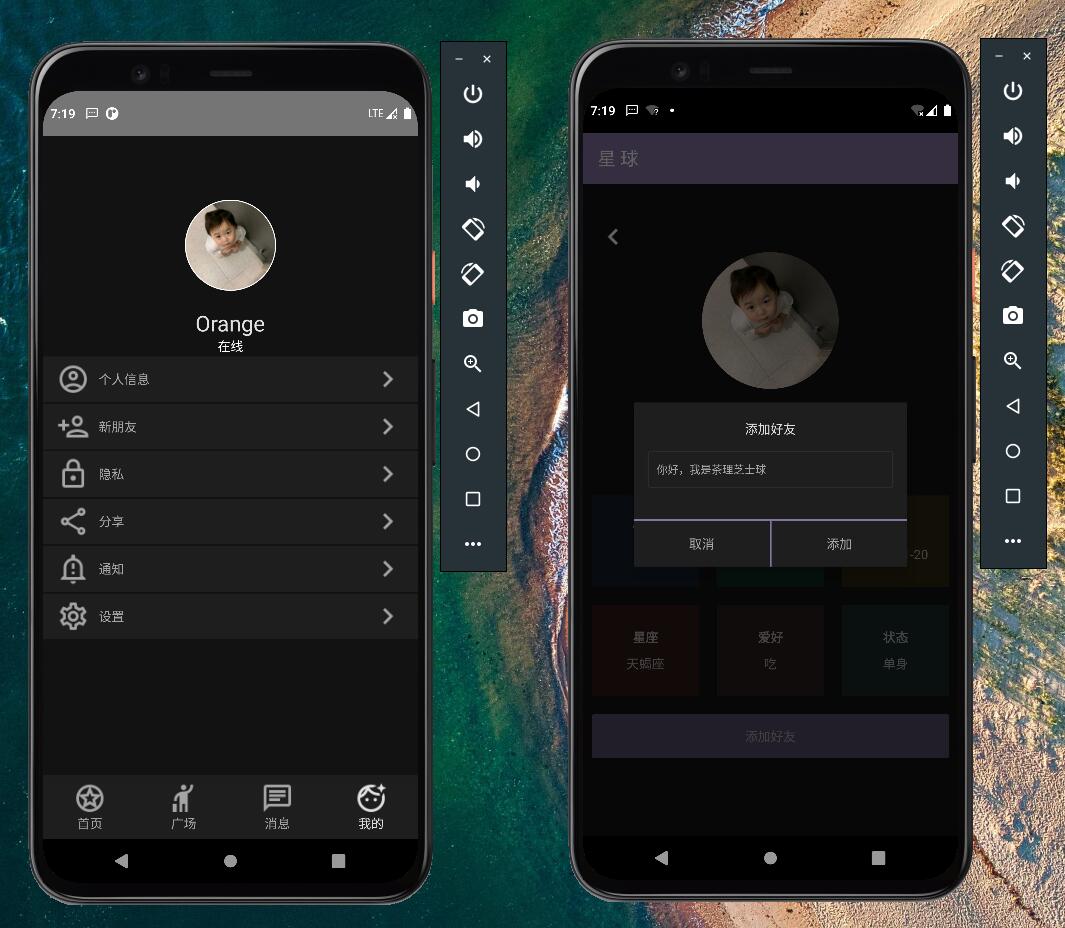 7:19
LTE
Orange
在线
个人信息
新朋友
隐私
分享
通知
设置
首页
广场
消息
我的
7:19
星球
添加好友
你好，我是茶理芝士球
取消
添加
-20
星座
爱好
状态
天蝎座
吃
单身
添加好友